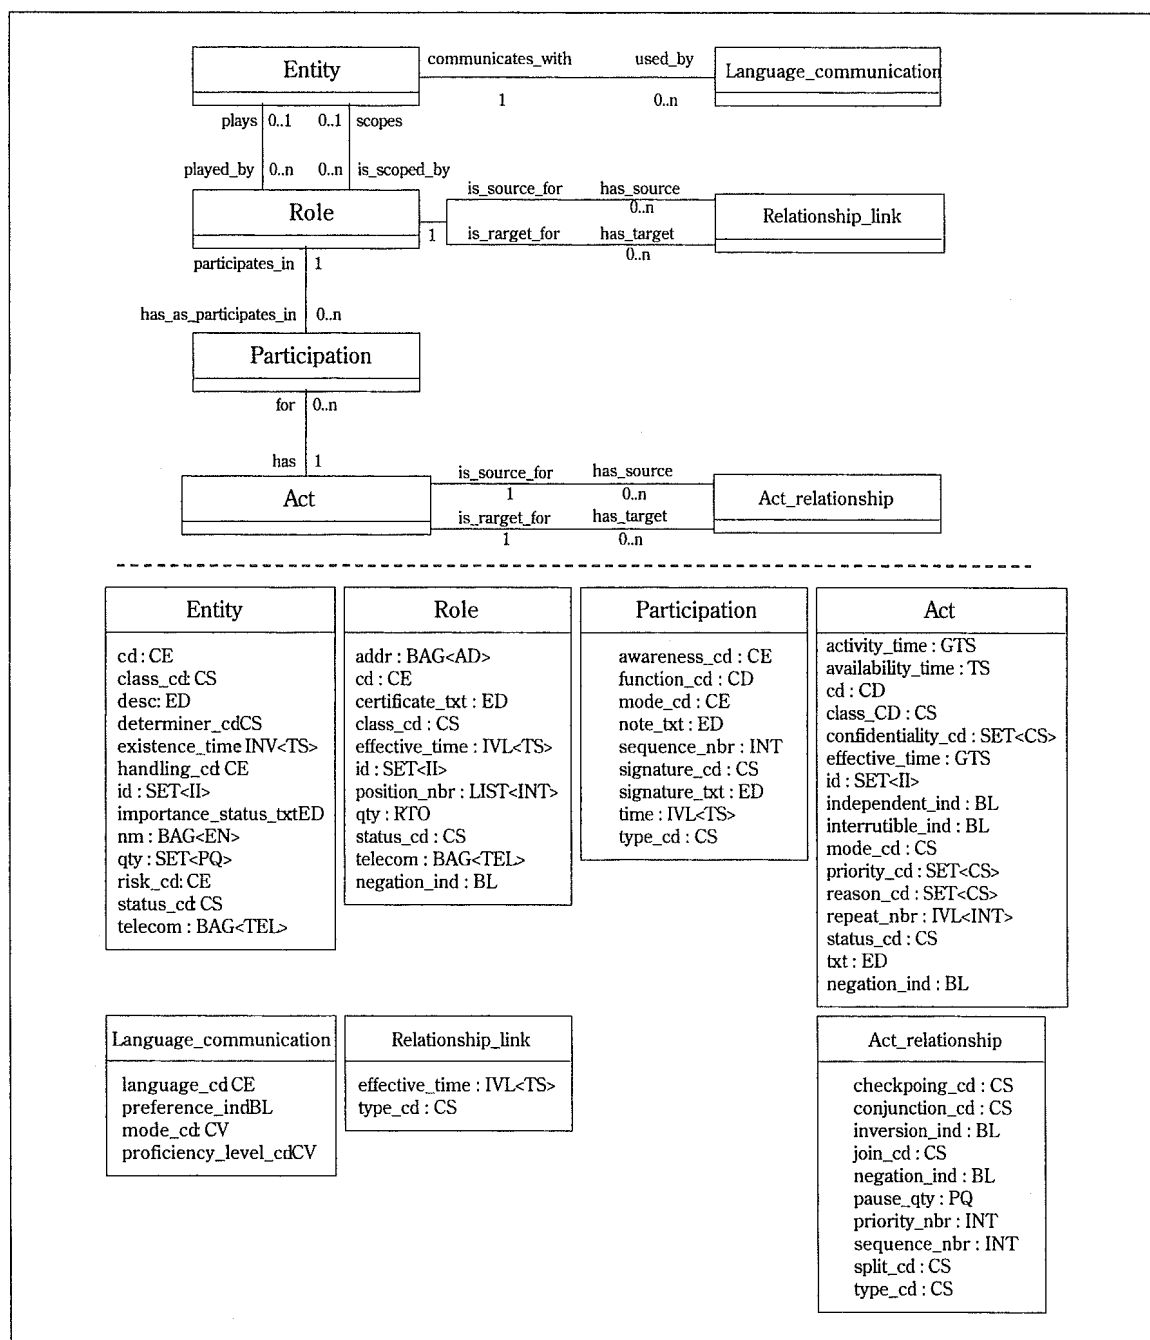 Entity
communicates_with
used_by
Language_communication
1
0..n
plays 0..1 0..1 scopes
played_by 0..n 0..n is_scoped_by
Role
1
is_source_for
has_source
0..n
is_rarget_for
has_target
0..n
Relationship_link
participates_in 1
has_as_participates_in 0..n
Participation
for 0..n
has 1
Act
is_source_for
has_source
1
0..n
is_rarget_for
has_target
1
0..n
Act_relationship
Entity
cd : CE
class_cd: CS
desc: ED
determiner_cdCS
existence_time INV<TS>
handling_cd: CE
id : SET<II>
importance_status_txtED
nm : BAG<EN>
qty : SET<PQ>
risk_cd: CE
status_cd: CS
telecom : BAG<TEL>
Role
addr : BAG<AD>
cd : CE
certificate_txt : ED
class_cd : CS
effective_time : IVL<TS>
id : SET<II>
position_nbr : LIST<INT>
qty : RTO
status_cd : CS
telecom : BAG<TEL>
negation_ind : BL
Participation
awareness_cd : CE
function_cd : CD
mode_cd : CE
note_txt : ED
sequence_nbr : INT
signature_cd : CS
signature_txt : ED
time : IVL<TS>
type_cd : CS
Act
activity_time : GTS
availability_time : TS
cd : CD
class_CD : CS
confidentiality_cd : SET<CS>
effective_time : GTS
id : SET<II>
independent_ind : BL
interrutible_ind : BL
mode_cd : CS
priority_cd : SET<CS>
reason_cd : SET<CS>
repeat_nbr : IVL<INT>
status_cd : CS
txt : ED
negation_ind : BL
Language_communication
language_cd CE
preference_indBL
mode_cd: CV
proficiency_level_cdCV
Relationship_link
effective_time : IVL<TS>
type_cd : CS
Act_relationship
checkpoing_cd : CS
conjunction_cd : CS
inversion_ind : BL
join_cd : CS
negation_ind : BL
pause_qty : PQ
priority_nbr : INT
sequence_nbr : INT
split_cd : CS
type_cd : CS